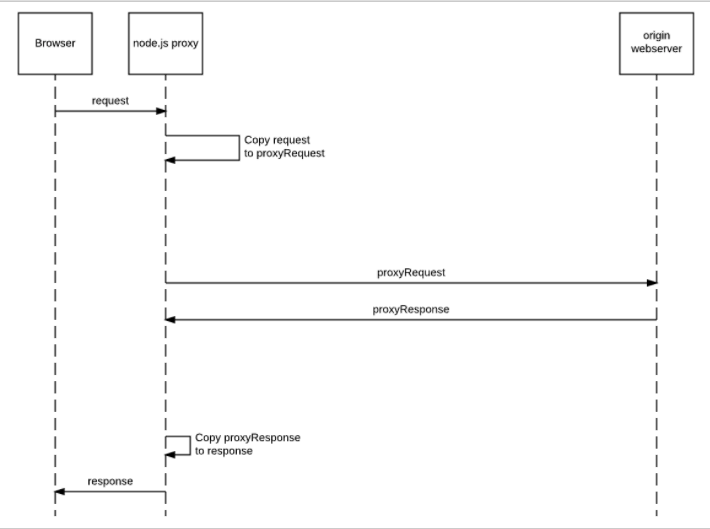 Browser
node.js proxy
origin
webserver
request
Copy request
to proxyRequest
proxyRequest
proxyResponse
Copy proxyResponse
to response
response